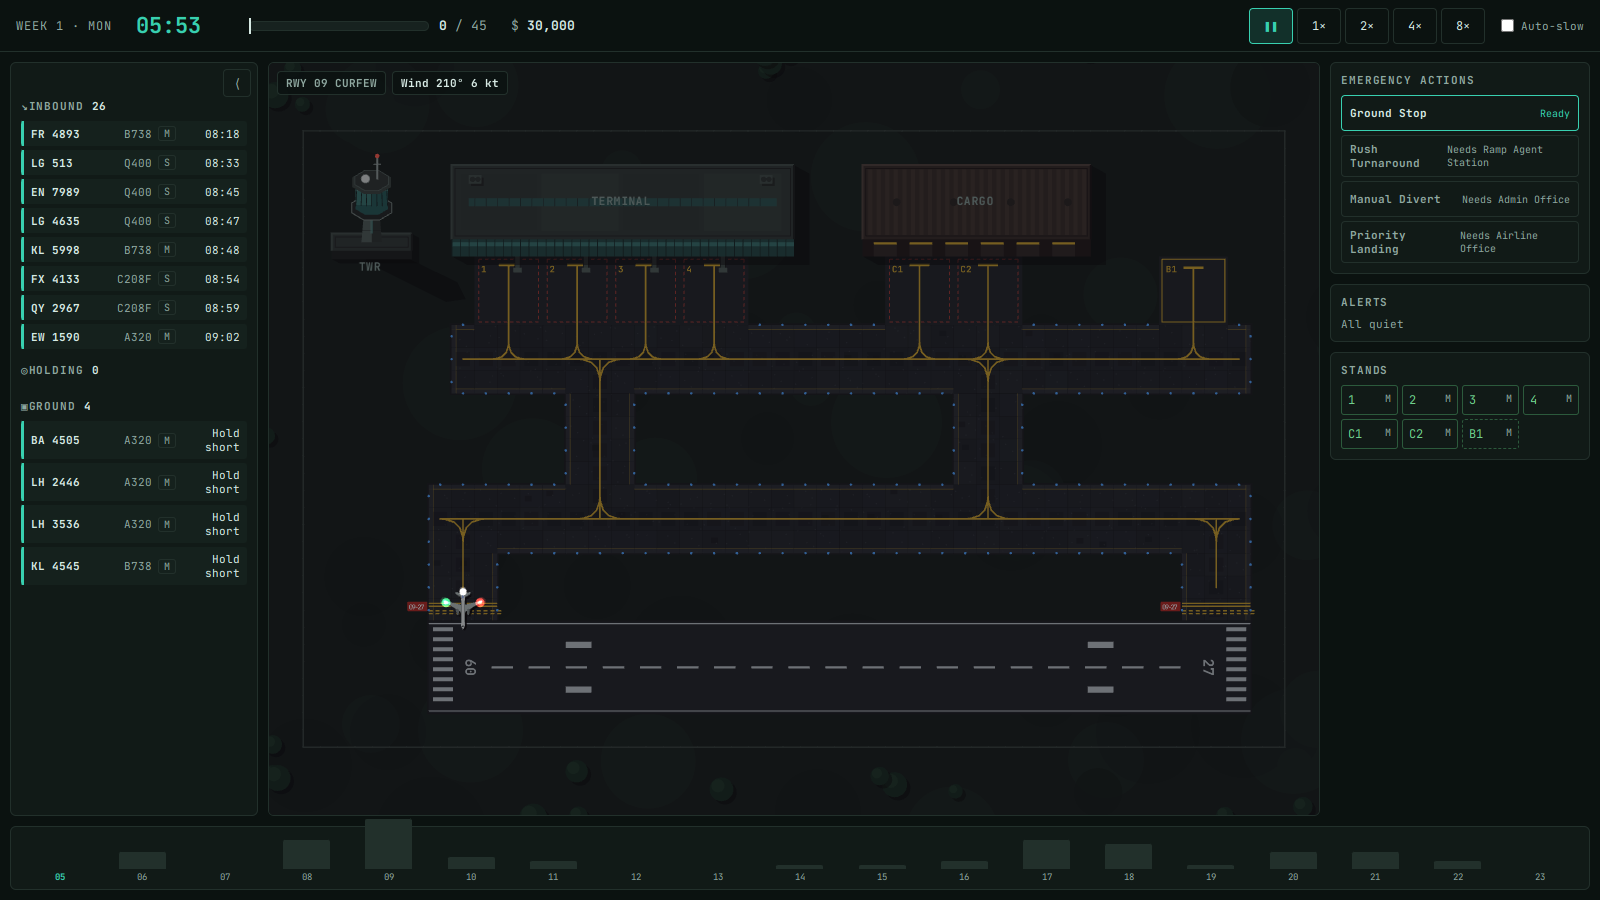 WEEK 1 · MON 05:53 0 / 45 $ 30,000 1× 2× 4× 8× Auto-slow
⟨
↘INBOUND 26
FR 4893 B738 M 08:18
LG 513 Q400 S 08:33
EN 7989 Q400 S 08:45
LG 4635 Q400 S 08:47
KL 5998 B738 M 08:48
FX 4133 C208F S 08:54
QY 2967 C208F S 08:59
EW 1590 A320 M 09:02
◎HOLDING 0
▣GROUND 4
BA 4505 A320 M Hold short
LH 2446 A320 M Hold short
LH 3536 A320 M Hold short
KL 4545 B738 M Hold short
RWY 09 CURFEW Wind 210° 6 kt
TERMINAL CARGO
TWR
1 2 3 4 C1 C2 B1
09-27 09-27
09 27
EMERGENCY ACTIONS
Ground Stop Ready
Rush Turnaround Needs Ramp Agent Station
Manual Divert Needs Admin Office
Priority Landing Needs Airline Office
ALERTS
All quiet
STANDS
1 M 2 M 3 M 4 M
C1 M C2 M B1 M
05 06 07 08 09 10 11 12 13 14 15 16 17 18 19 20 21 22 23